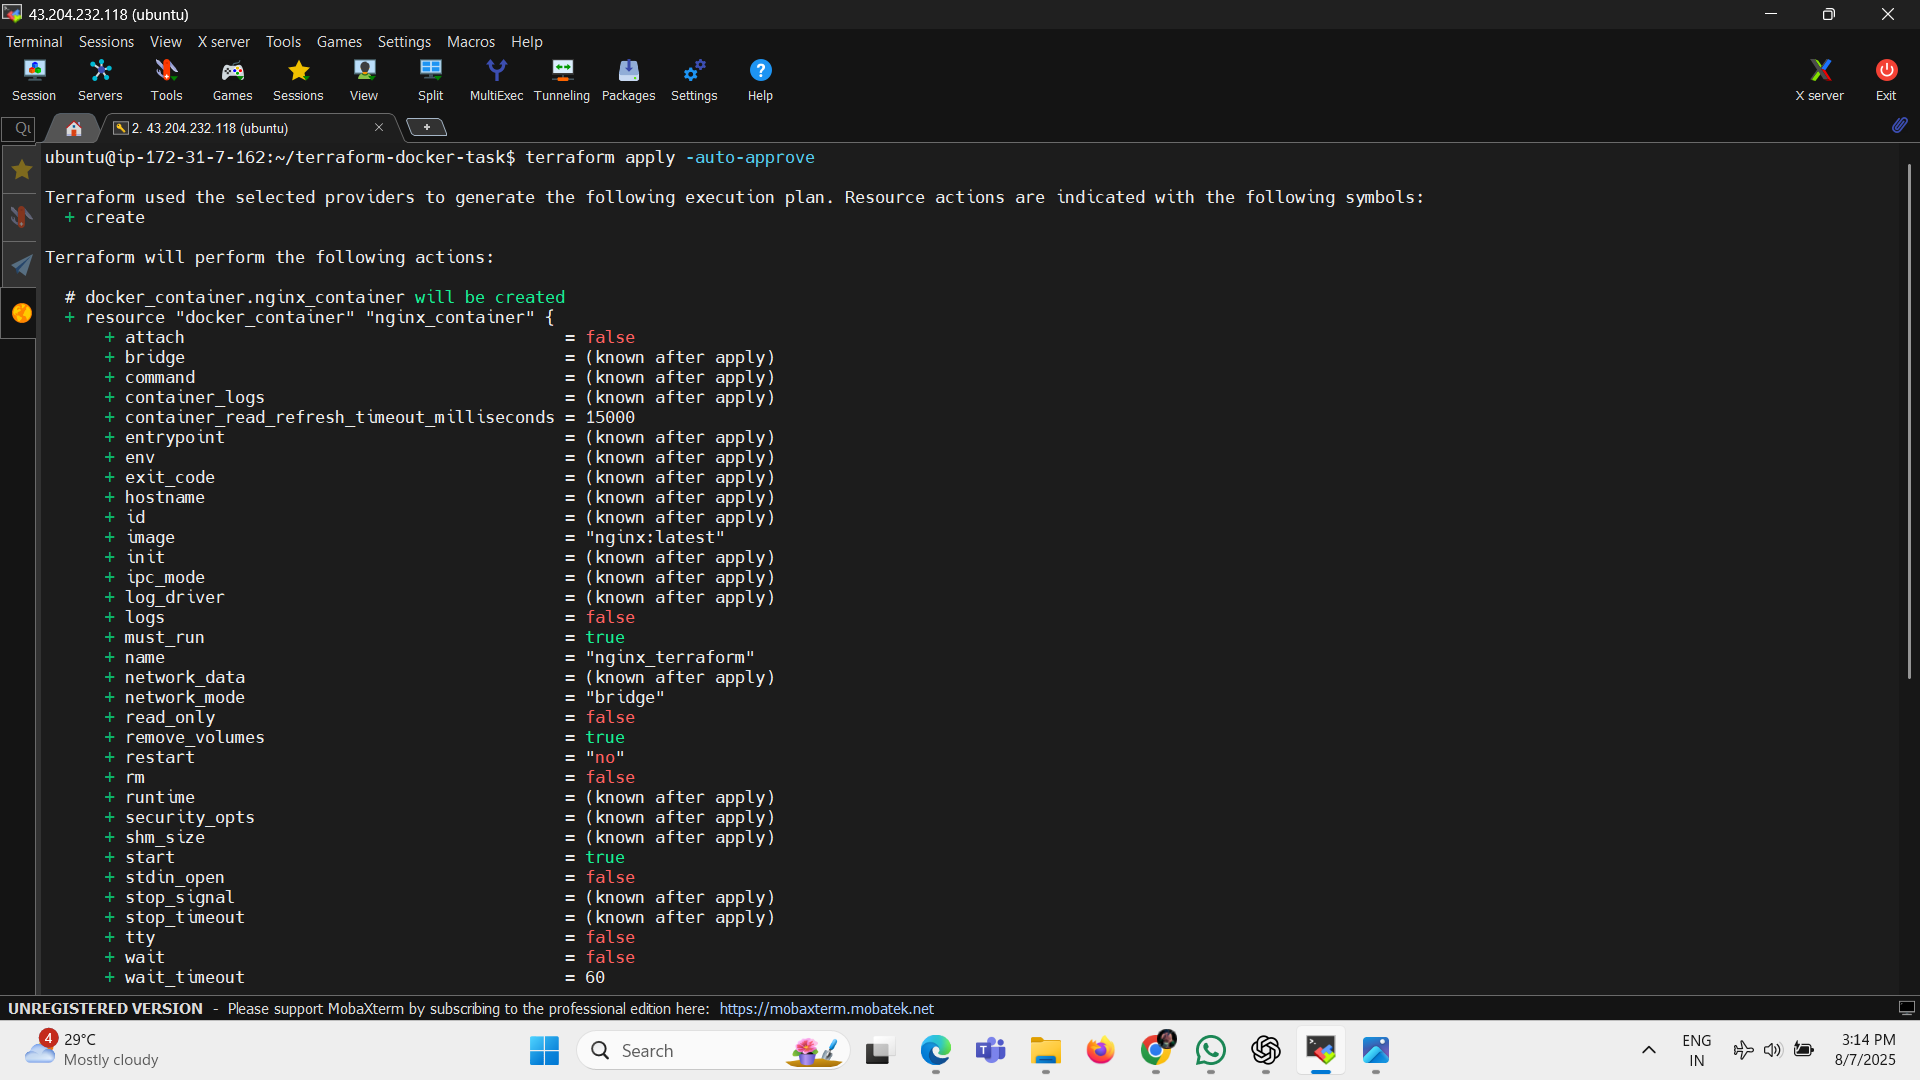 43.204.232.118 (ubuntu)
Terminal Sessions View X server Tools Games Settings Macros Help
Session Servers Tools Games Sessions View Split MultiExec Tunneling Packages Settings Help X server Exit
2. 43.204.232.118 (ubuntu)
ubuntu@ip-172-31-7-162:~/terraform-docker-task$ terraform apply -auto-approve
Terraform used the selected providers to generate the following execution plan. Resource actions are indicated with the following symbols:
+ create
Terraform will perform the following actions:
# docker_container.nginx_container will be created
+ resource "docker_container" "nginx_container" {
+ attach = false
+ bridge = (known after apply)
+ command = (known after apply)
+ container_logs = (known after apply)
+ container_read_refresh_timeout_milliseconds = 15000
+ entrypoint = (known after apply)
+ env = (known after apply)
+ exit_code = (known after apply)
+ hostname = (known after apply)
+ id = (known after apply)
+ image = "nginx:latest"
+ init = (known after apply)
+ ipc_mode = (known after apply)
+ log_driver = (known after apply)
+ logs = false
+ must_run = true
+ name = "nginx_terraform"
+ network_data = (known after apply)
+ network_mode = "bridge"
+ read_only = false
+ remove_volumes = true
+ restart = "no"
+ rm = false
+ runtime = (known after apply)
+ security_opts = (known after apply)
+ shm_size = (known after apply)
+ start = true
+ stdin_open = false
+ stop_signal = (known after apply)
+ stop_timeout = (known after apply)
+ tty = false
+ wait = false
+ wait_timeout = 60
UNREGISTERED VERSION - Please support MobaXterm by subscribing to the professional edition here: https://mobaxterm.mobatek.net
4
29°C
Mostly cloudy
Search
ENG
IN
3:14 PM
8/7/2025